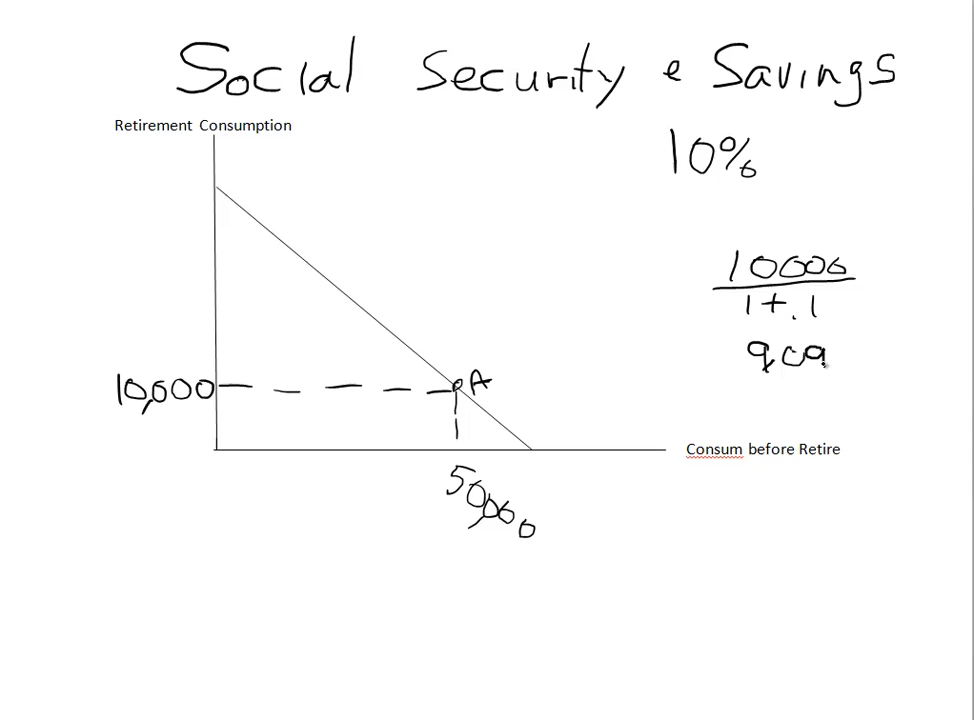 Social Security e Savings
Retirement Consumption
10%
10000
1+.1
909
10,000
A
Consum before Retire
50,000